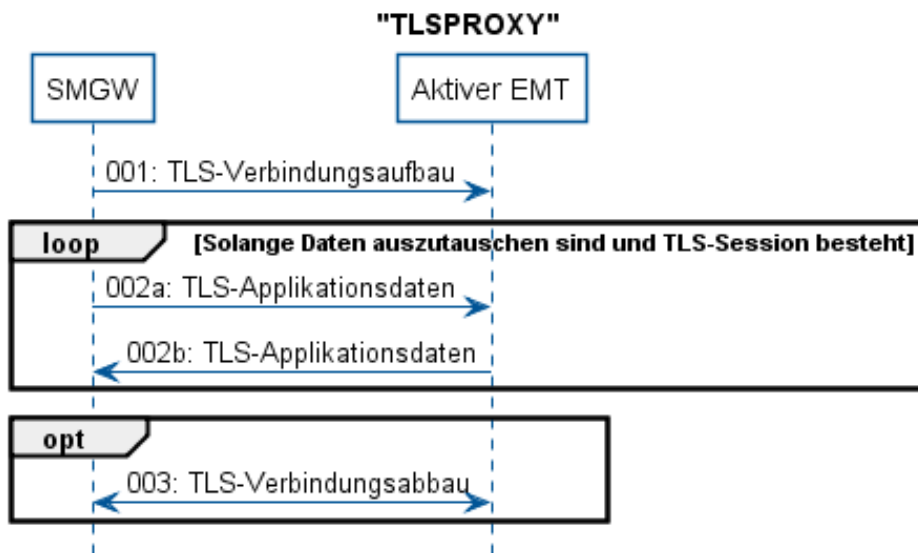 "TLSPROXY"
SMGW
Aktiver EMT
001: TLS-Verbindungsaufbau
loop
[Solange Daten auszutauschen sind und TLS-Session besteht]
002a: TLS-Applikationsdaten
002b: TLS-Applikationsdaten
opt
003: TLS-Verbindungsabbau